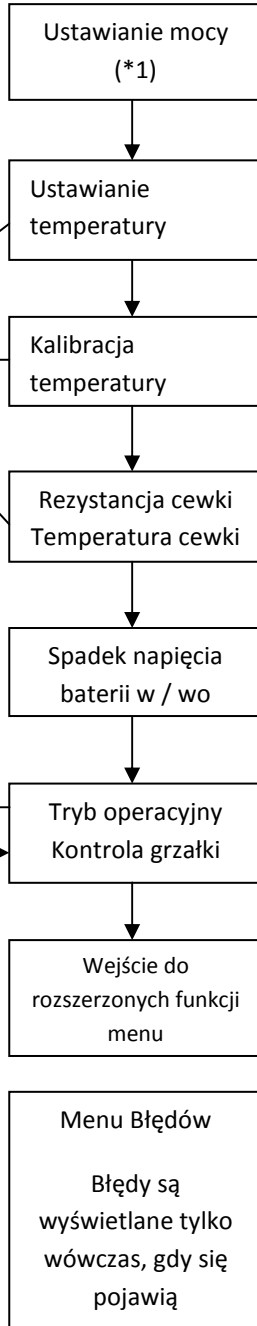 Ustawianie mocy
(*1)
Ustawianie
temperatury
Kalibracja
temperatury
Rezystancja cewki
Temperatura cewki
Spadek napięcia
baterii w / wo
Tryb operacyjny
Kontrola grzałki
Wejście do
rozszerzonych funkcji
menu
Menu Błędów
Błędy są
wyświetlane tylko
wówczas, gdy się
pojawią